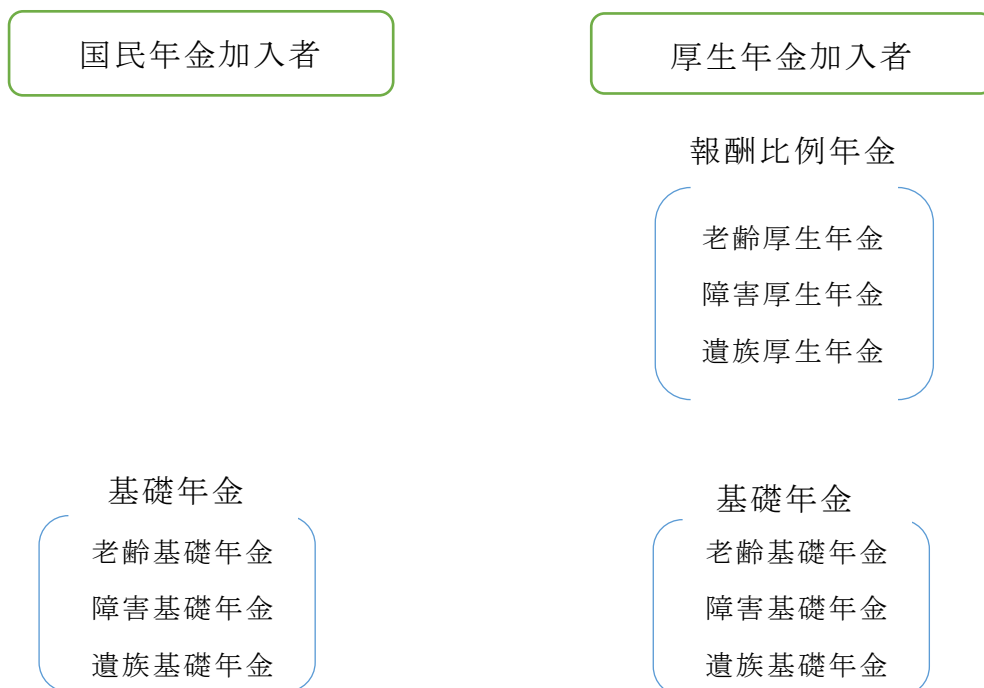 国民年金加入者
厚生年金加入者
報酬比例年金
老齢厚生年金
障害厚生年金
遺族厚生年金
基礎年金
老齢基礎年金
障害基礎年金
遺族基礎年金
基礎年金
老齢基礎年金
障害基礎年金
遺族基礎年金